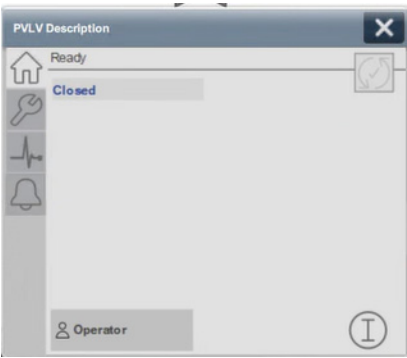 PVLV Description
Ready
Closed
Operator
I